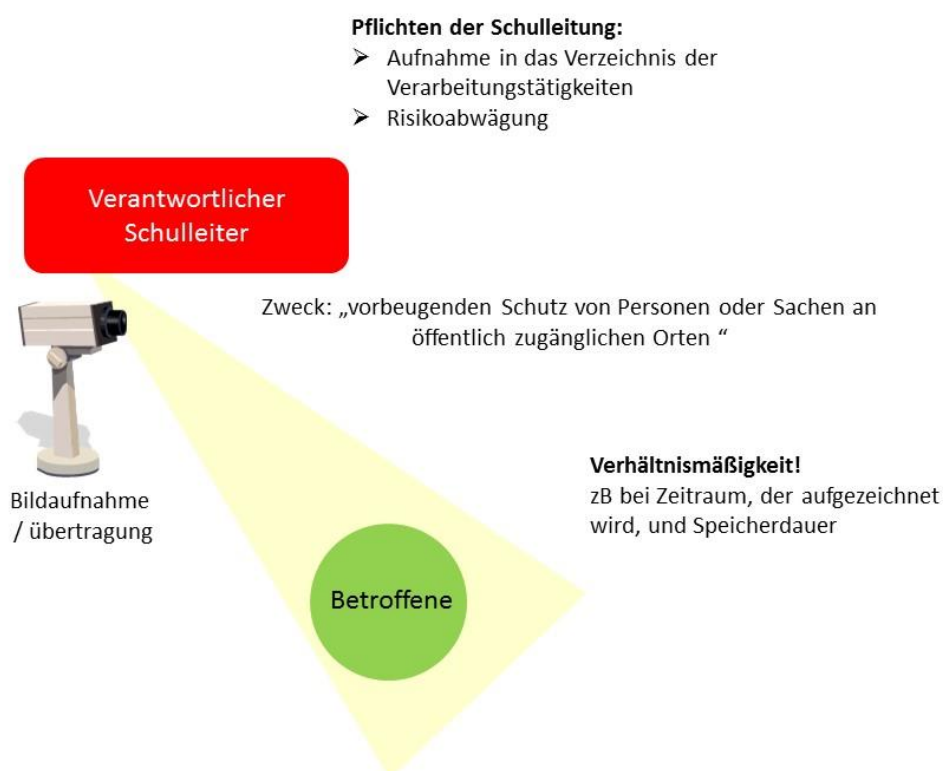 Pflichten der Schulleitung:
➢ Aufnahme in das Verzeichnis der
Verarbeitungstätigkeiten
➢ Risikoabwägung
Verantwortlicher
Schulleiter
Zweck: „vorbeugenden Schutz von Personen oder Sachen an
öffentlich zugänglichen Orten “
Verhältnismäßigkeit!
zB bei Zeitraum, der aufgezeichnet
wird, und Speicherdauer
Bildaufnahme
/ übertragung
Betroffene